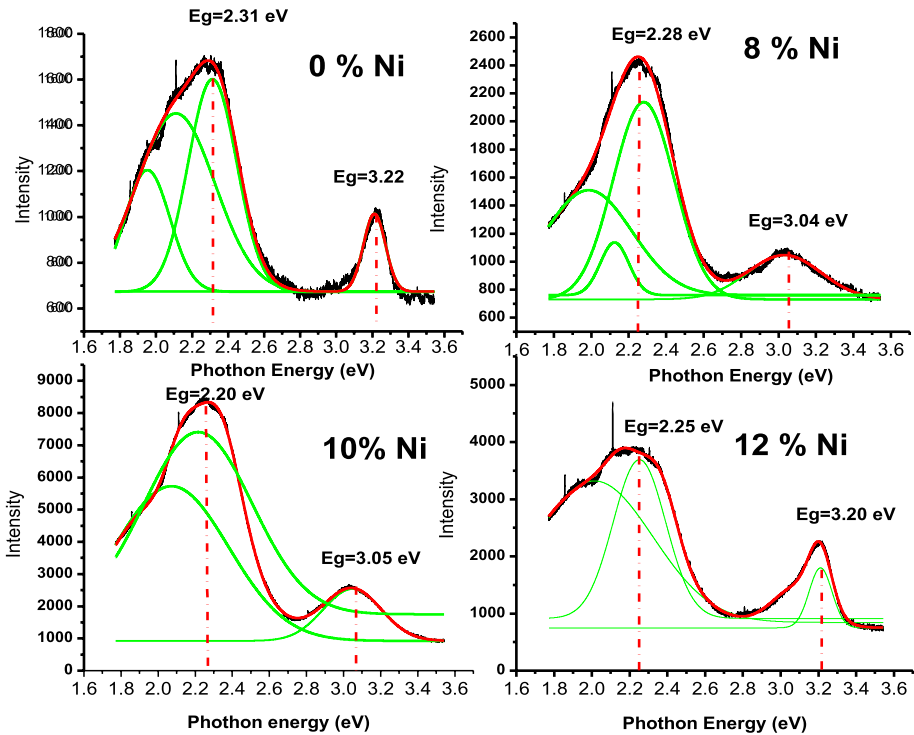 Eg=2.31 eV
0 % Ni
Eg=3.22
1800
1600
1400
1200
1000
800
600
Intensity
1.6 1.8 2.0 2.2 2.4 2.6 2.8 3.0 3.2 3.4 3.6
Phothon Energy (eV)
Eg=2.28 eV
8 % Ni
Eg=3.04 eV
2600
2400
2200
2000
1800
1600
1400
1200
1000
800
600
Intensity
1.6 1.8 2.0 2.2 2.4 2.6 2.8 3.0 3.2 3.4 3.6
Phothon Energy (eV)
Eg=2.20 eV
10% Ni
Eg=3.05 eV
9000
8000
7000
6000
5000
4000
3000
2000
1000
0
Intensity
1.6 1.8 2.0 2.2 2.4 2.6 2.8 3.0 3.2 3.4 3.6
Phothon energy (eV)
Eg=2.25 eV
12 % Ni
Eg=3.20 eV
5000
4000
3000
2000
1000
0
Intensity
1.6 1.8 2.0 2.2 2.4 2.6 2.8 3.0 3.2 3.4 3.6
Phothon Energy (eV)